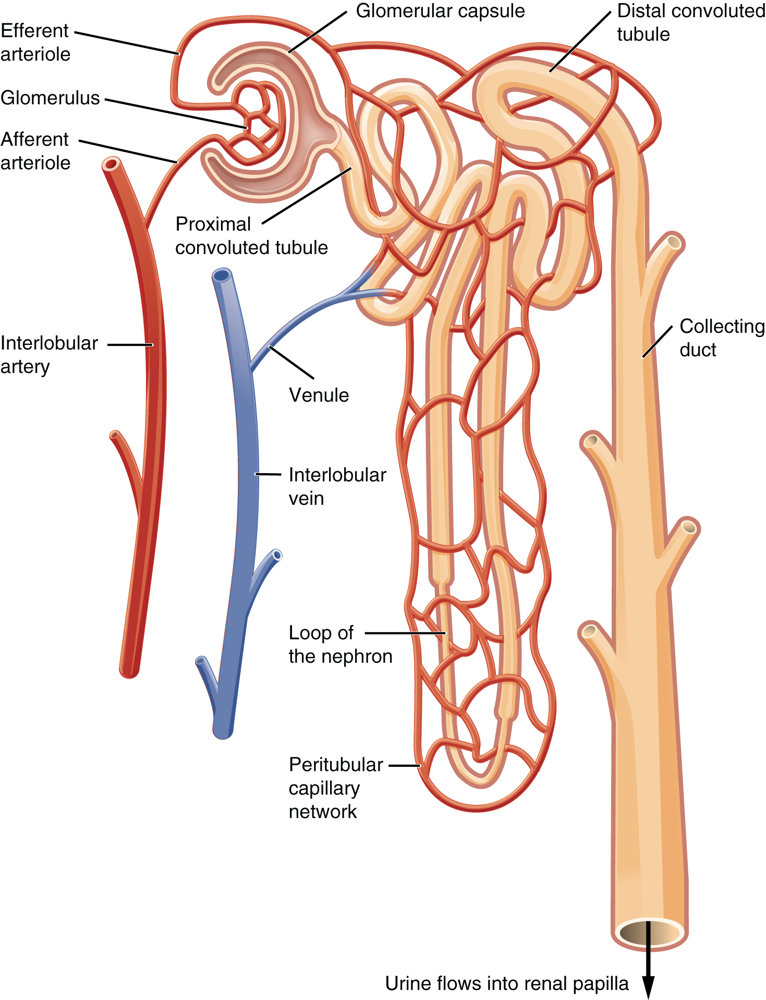 Glomerular capsule
Distal convoluted
tubule
Efferent
arteriole
Glomerulus
Afferent
arteriole
Proximal
convoluted tubule
Interlobular
artery
Collecting
duct
Venule
Interlobular
vein
Loop of
the nephron
Peritubular
capillary
network
Urine flows into renal papilla